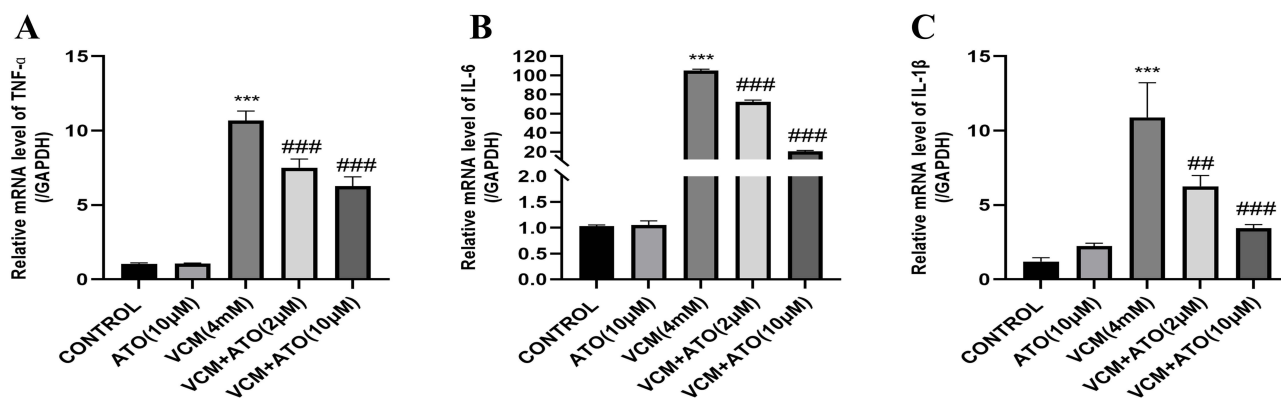 A
Relative mRNA level of TNF-α
(/GAPDH)
15
10
5
0
***
###
###
CONTROL
ATO(10μM)
VCM(4mM)
VCM+ATO(2μM)
VCM+ATO(10μM)
B
Relative mRNA level of IL-6
(/GAPDH)
120
100
80
60
40
20
2.0
1.5
1.0
0.5
0.0
***
###
###
CONTROL
ATO(10μM)
VCM(4mM)
VCM+ATO(2μM)
VCM+ATO(10μM)
C
Relative mRNA level of IL-1β
(/GAPDH)
15
10
5
0
***
##
###
CONTROL
ATO(10μM)
VCM(4mM)
VCM+ATO(2μM)
VCM+ATO(10μM)